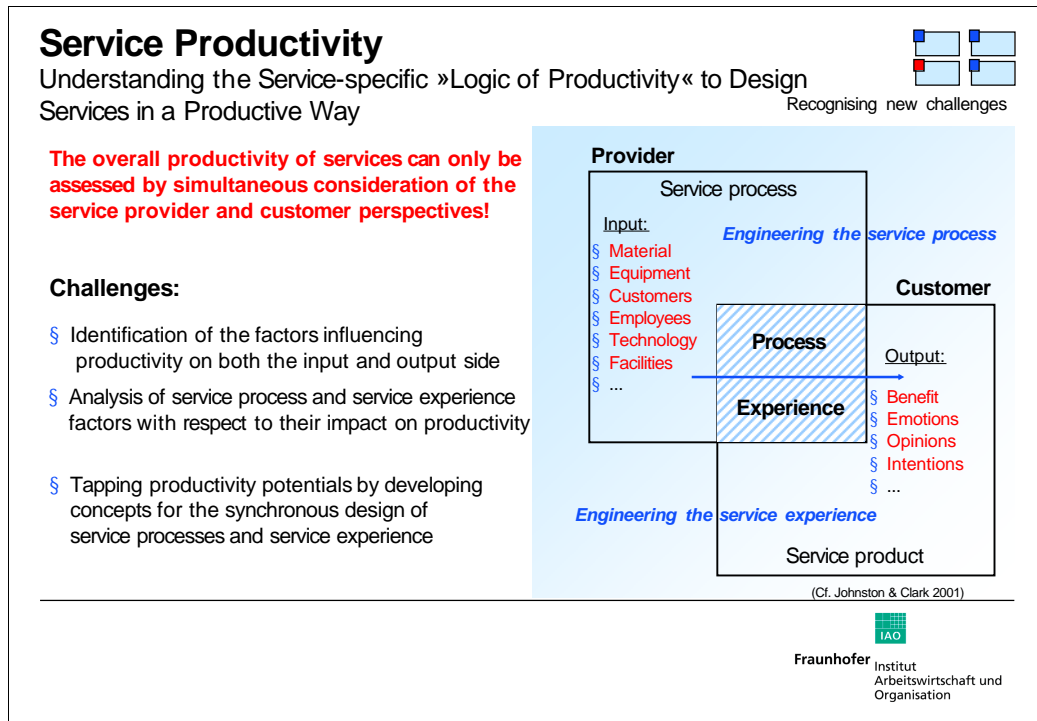 Service Productivity
Understanding the Service-specific »Logic of Productivity« to Design
Services in a Productive Way
Recognising new challenges
The overall productivity of services can only be
assessed by simultaneous consideration of the
service provider and customer perspectives!
Challenges:
§ Identification of the factors influencing
productivity on both the input and output side
§ Analysis of service process and service experience
factors with respect to their impact on productivity
§ Tapping productivity potentials by developing
concepts for the synchronous design of
service processes and service experience
Provider
Service process
Input:
§ Material
§ Equipment
§ Customers
§ Employees
§ Technology
§ Facilities
§ ...
Engineering the service process
Customer
Process
Experience
Output:
§ Benefit
§ Emotions
§ Opinions
§ Intentions
§ ...
Engineering the service experience
Service product
(Cf. Johnston & Clark 2001)
IAO
Fraunhofer Institut
Arbeitswirtschaft und
Organisation